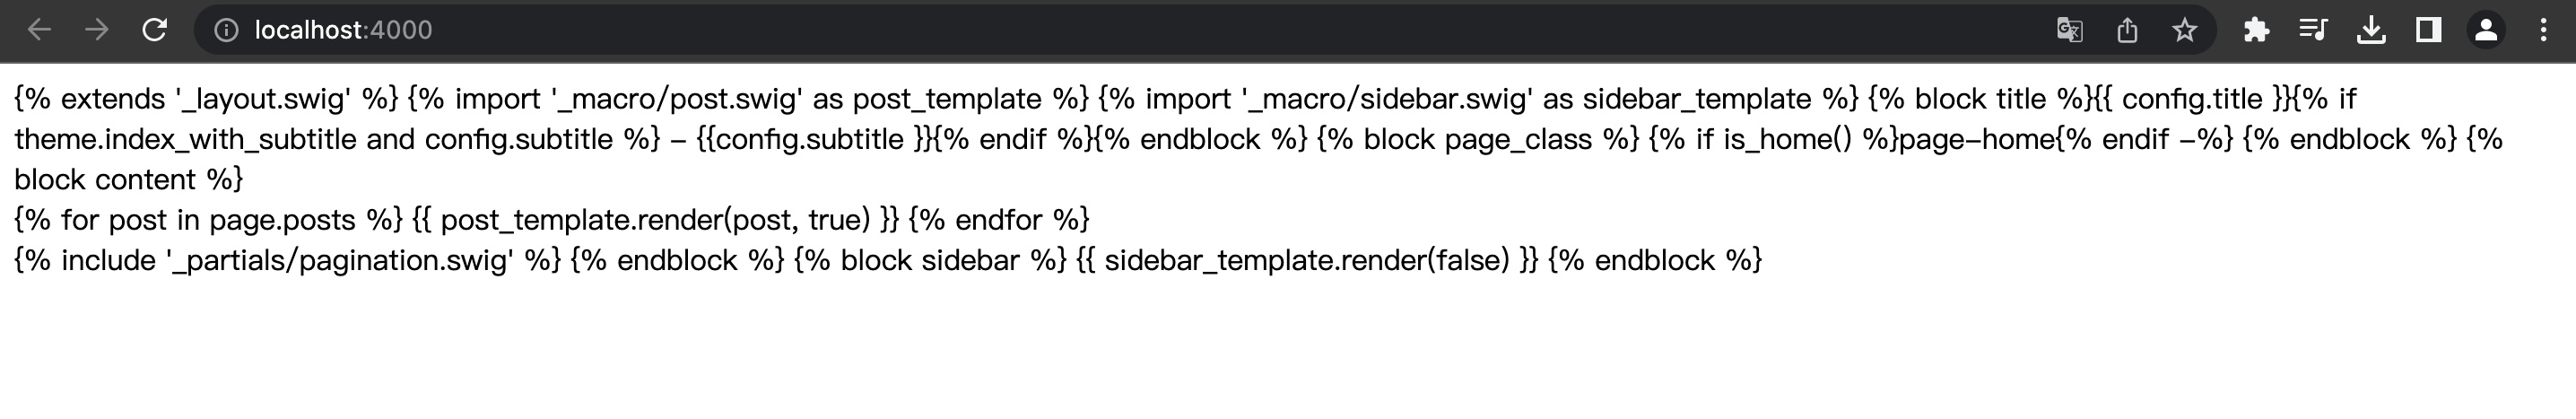 localhost:4000
{% extends '_layout.swig' %} {% import '_macro/post.swig' as post_template %} {% import '_macro/sidebar.swig' as sidebar_template %} {% block title %}{{ config.title }}{% if
theme.index_with_subtitle and config.subtitle %} - {{config.subtitle }}{% endif %}{% endblock %} {% block page_class %} {% if is_home() %}page-home{% endif -%} {% endblock %} {%
block content %}
{% for post in page.posts %} {{ post_template.render(post, true) }} {% endfor %}
{% include '_partials/pagination.swig' %} {% endblock %} {% block sidebar %} {{ sidebar_template.render(false) }} {% endblock %}